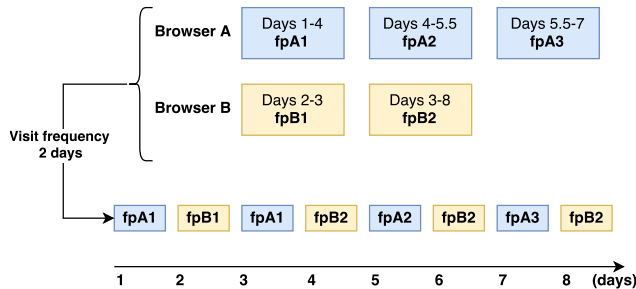 Browser A
Days 1-4
fpA1
Days 4-5.5
fpA2
Days 5.5-7
fpA3
Browser B
Days 2-3
fpB1
Days 3-8
fpB2
Visit frequency
2 days
fpA1 fpB1 fpA1 fpB2 fpA2 fpB2 fpA3 fpB2
1 2 3 4 5 6 7 8 (days)